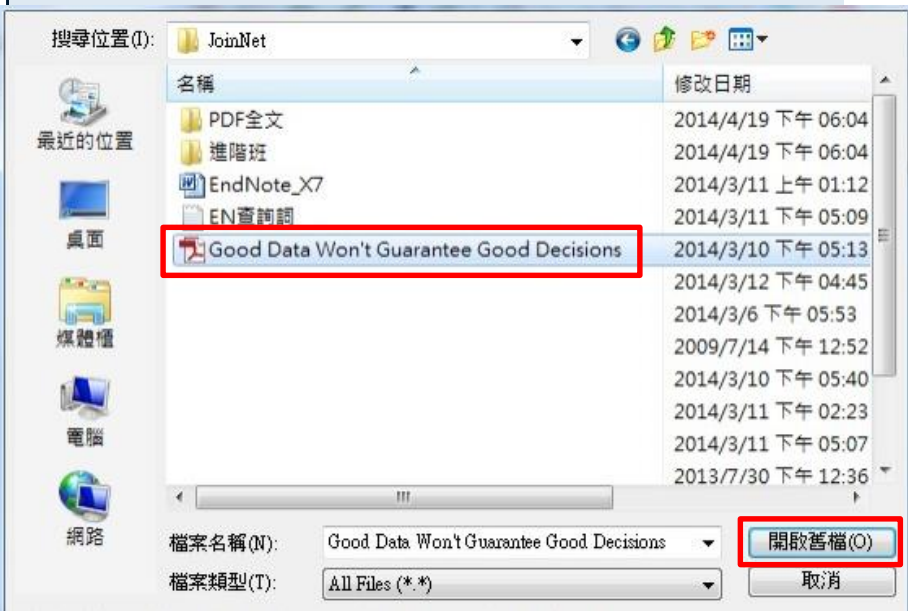 搜尋位置(I): JoinNet
名稱 修改日期
PDF全文 2014/4/19 下午 06:04
進階班 2014/4/19 下午 06:04
EndNote_X7 2014/3/11 上午 01:12
EN查詢詞 2014/3/11 下午 05:09
Good Data Won't Guarantee Good Decisions 2014/3/10 下午 05:13
2014/3/12 下午 04:45
2014/3/6 下午 05:53
2009/7/14 下午 12:52
2014/3/10 下午 05:40
2014/3/11 下午 02:23
2014/3/11 下午 05:07
2013/7/30 下午 12:36
最近的位置
桌面
媒體櫃
電腦
網路
檔案名稱(N): Good Data Won't Guarantee Good Decisions 開啟舊檔(O)
檔案類型(T): All Files (*.*) 取消